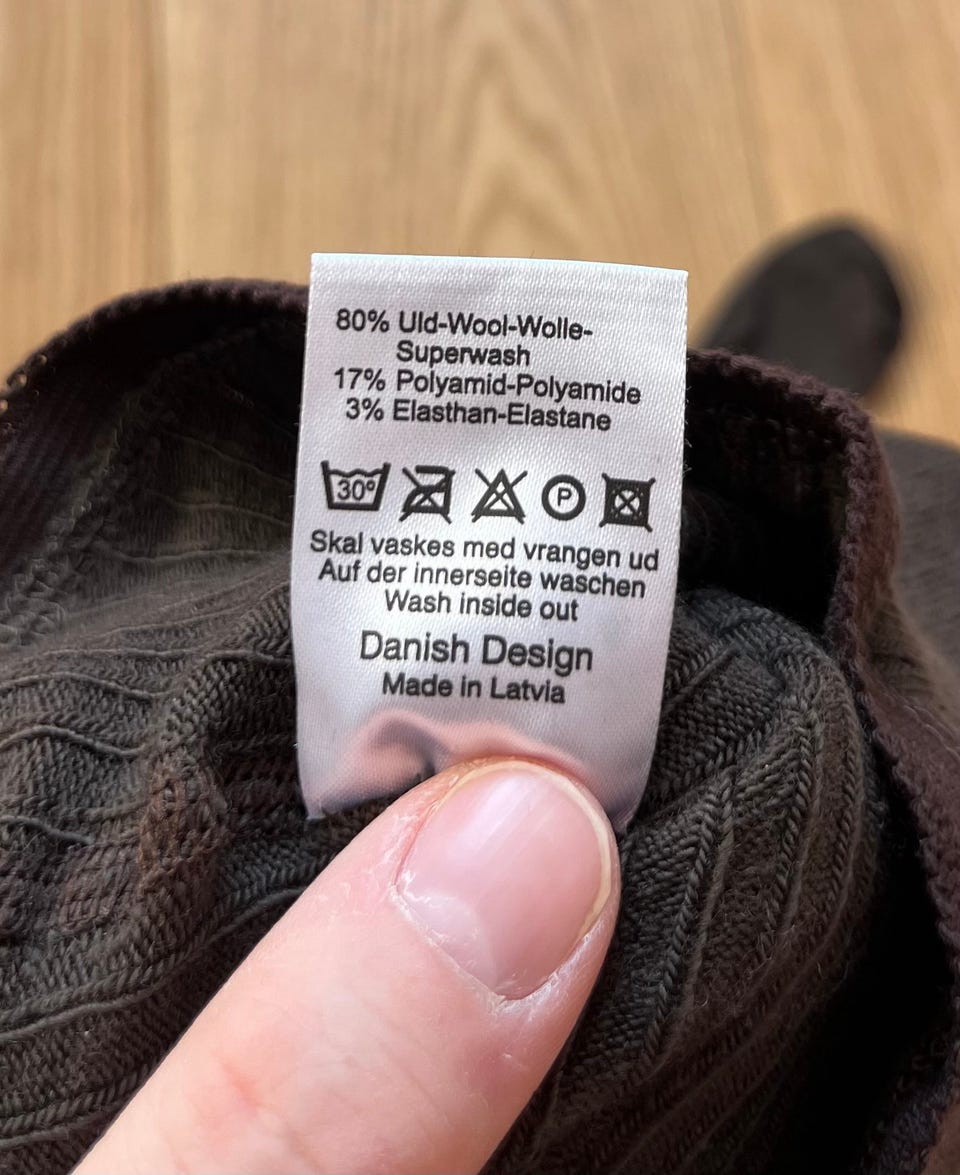 80% Uld-Wool-Wolle-
Superwash
17% Polyamid-Polyamide
3% Elasthan-Elastane
30° P
Skal vaskes med vrangen ud
Auf der innerseite waschen
Wash inside out
Danish Design
Made in Latvia